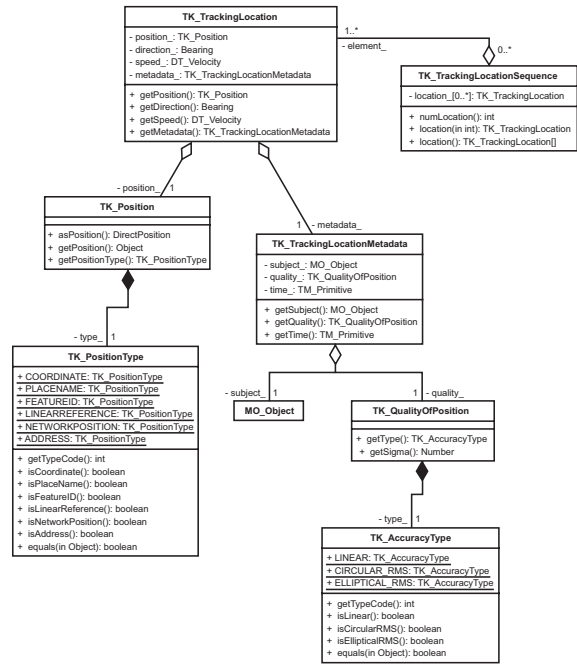 TK_TrackingLocation
- position_: TK_Position
- direction_: Bearing
- speed_: DT_Velocity
- metadata_: TK_TrackingLocationMetadata
+ getPosition(): TK_Position
+ getDirection(): Bearing
+ getSpeed(): DT_Velocity
+ getMetadata(): TK_TrackingLocationMetadata
1..*
- element_
0..*
TK_TrackingLocationSequence
- location_[0..*]: TK_TrackingLocation
+ numLocation(): int
+ location(in int): TK_TrackingLocation
+ location(): TK_TrackingLocation[]
- position_ 1
TK_Position
+ asPosition(): DirectPosition
+ getPosition(): Object
+ getPositionType(): TK_PositionType
1 - metadata_
TK_TrackingLocationMetadata
- subject_: MO_Object
- quality_: TK_QualityOfPosition
- time_: TM_Primitive
+ getSubject(): MO_Object
+ getQuality(): TK_QualityOfPosition
+ getTime(): TM_Primitive
- type_ 1
TK_PositionType
+ COORDINATE: TK_PositionType
+ PLACENAME: TK_PositionType
+ FEATUREID: TK_PositionType
+ LINEARREFERENCE: TK_PositionType
+ NETWORKPOSITION: TK_PositionType
+ ADDRESS: TK_PositionType
+ getTypeCode(): int
+ isCoordinate(): boolean
+ isPlaceName(): boolean
+ isFeatureID(): boolean
+ isLinearReference(): boolean
+ isNetworkPosition(): boolean
+ isAddress(): boolean
+ equals(in Object): boolean
- subject_ 1
MO_Object
1 - quality_
TK_QualityOfPosition
+ getType(): TK_AccuracyType
+ getSigma(): Number
- type_ 1
TK_AccuracyType
+ LINEAR: TK_AccuracyType
+ CIRCULAR_RMS: TK_AccuracyType
+ ELLIPTICAL_RMS: TK_AccuracyType
+ getTypeCode(): int
+ isLinear(): boolean
+ isCircularRMS(): boolean
+ isEllipticalRMS(): boolean
+ equals(in Object): boolean